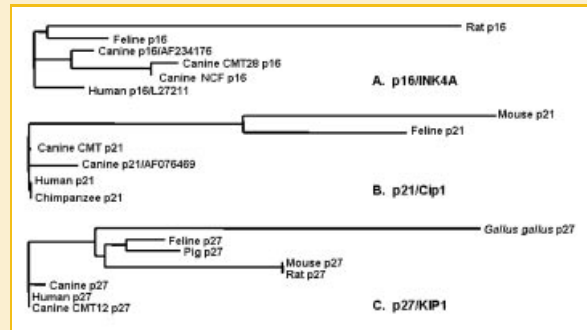 Rat p16
Feline p16
Canine p16/AF234176
Canine CMT28 p16
Canine NCF p16
Human p16/L27211
A. p16/INK4A
Mouse p21
Feline p21
Canine CMT p21
Canine p21/AF076469
Human p21
Chimpanzee p21
B. p21/Cip1
Gallus gallus p27
Feline p27
Pig p27
Mouse p27
Rat p27
Canine p27
Human p27
Canine CMT12 p27
C. p27/KIP1